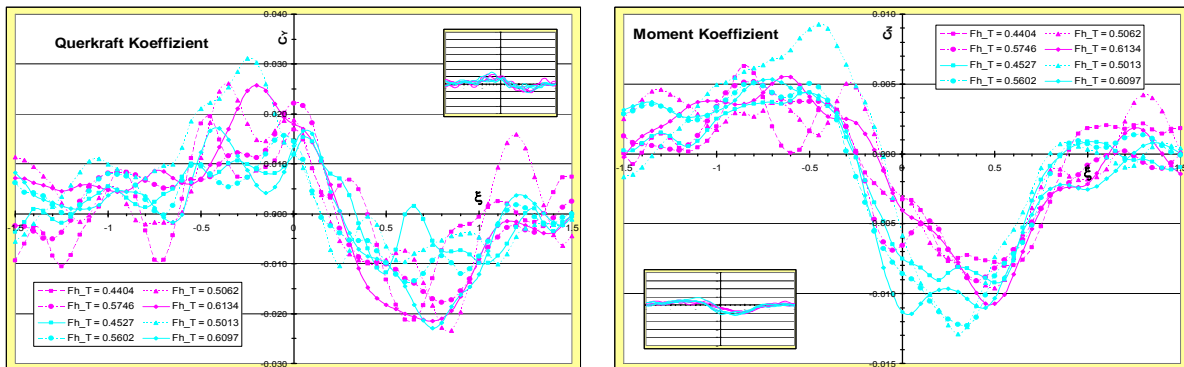 Querkraft Koeffizient
C_Y
0.040
0.030
0.020
0.010
0.000
-0.010
-0.020
-0.030
-1.5
-1
-0.5
0
0.5
1
1.5
ξ
Fh_T = 0.4404
Fh_T = 0.5062
Fh_T = 0.5746
Fh_T = 0.6134
Fh_T = 0.4527
Fh_T = 0.5013
Fh_T = 0.5602
Fh_T = 0.6097
Moment Koeffizient
C_N
0.010
0.005
0.000
-0.005
-0.010
-0.015
-1.5
-1
-0.5
0
0.5
1
1.5
ξ
Fh_T = 0.4404
Fh_T = 0.5062
Fh_T = 0.5746
Fh_T = 0.6134
Fh_T = 0.4527
Fh_T = 0.5013
Fh_T = 0.5602
Fh_T = 0.6097